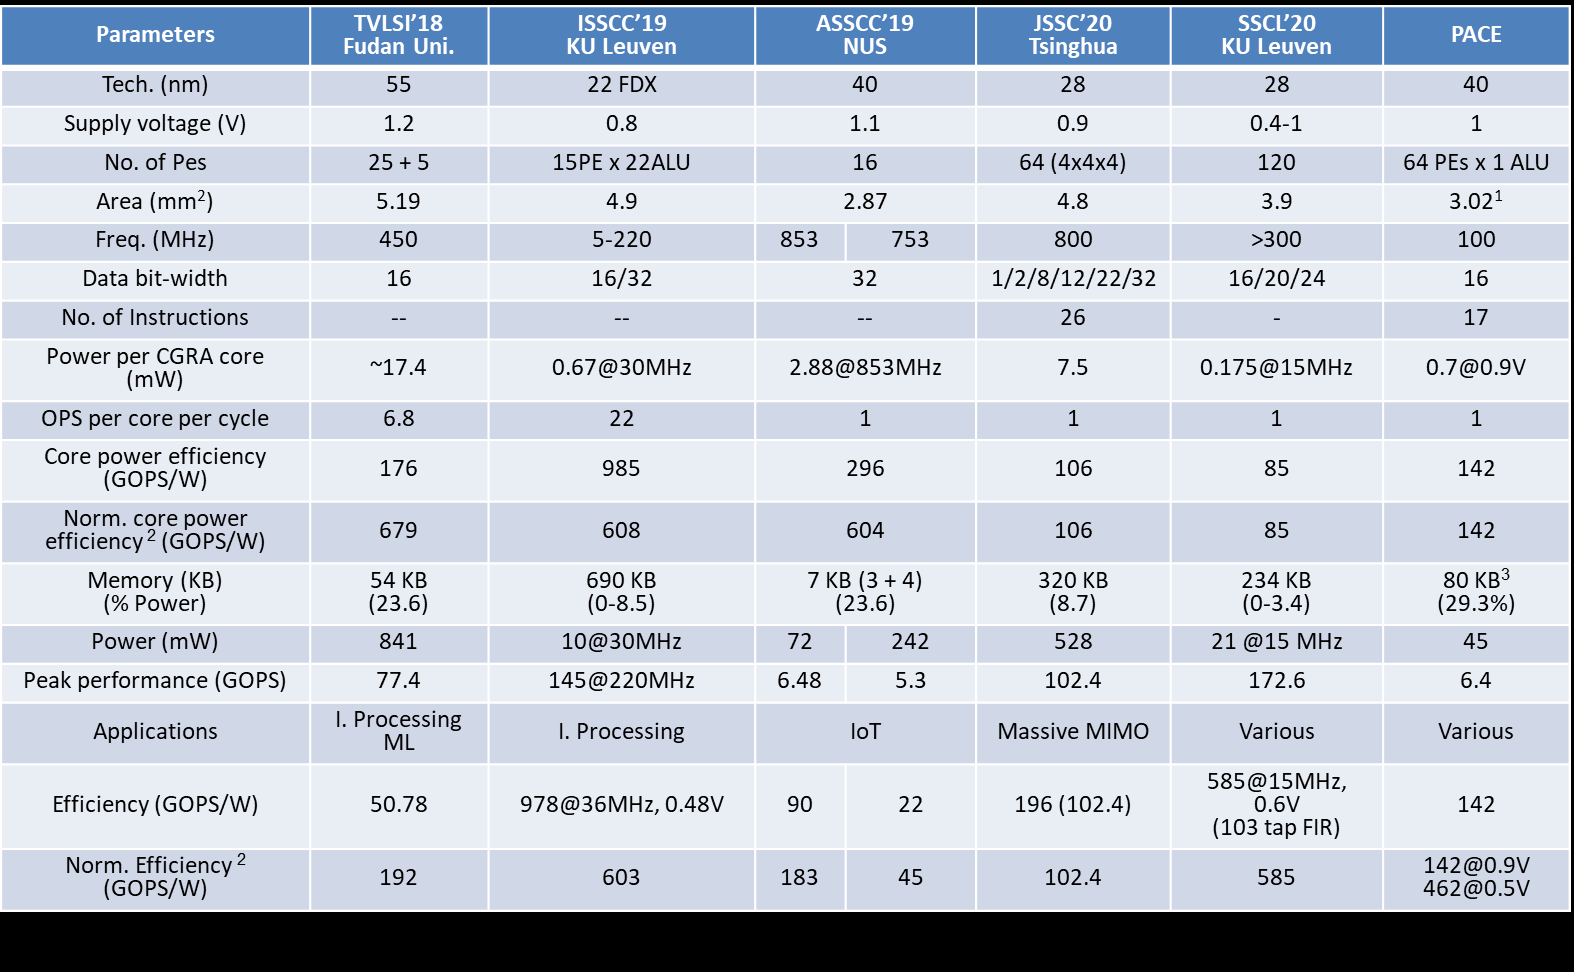 Parameters TVLSI’18 Fudan Uni. ISSCC’19 KU Leuven ASSCC’19 NUS JSSC’20 Tsinghua SSCL’20 KU Leuven PACE
Tech. (nm) 55 22 FDX 40 28 28 40
Supply voltage (V) 1.2 0.8 1.1 0.9 0.4-1 1
No. of Pes 25 + 5 15PE x 22ALU 16 64 (4x4x4) 120 64 PEs x 1 ALU
Area (mm²) 5.19 4.9 2.87 4.8 3.9 3.02¹
Freq. (MHz) 450 5-220 853 753 800 >300 100
Data bit-width 16 16/32 32 1/2/8/12/22/32 16/20/24 16
No. of Instructions -- -- -- 26 - 17
Power per CGRA core (mW) ~17.4 0.67@30MHz 2.88@853MHz 7.5 0.175@15MHz 0.7@0.9V
OPS per core per cycle 6.8 22 1 1 1 1
Core power efficiency (GOPS/W) 176 985 296 106 85 142
Norm. core power efficiency ² (GOPS/W) 679 608 604 106 85 142
Memory (KB) (% Power) 54 KB (23.6) 690 KB (0-8.5) 7 KB (3 + 4) (23.6) 320 KB (8.7) 234 KB (0-3.4) 80 KB³ (29.3%)
Power (mW) 841 10@30MHz 72 242 528 21 @15 MHz 45
Peak performance (GOPS) 77.4 145@220MHz 6.48 5.3 102.4 172.6 6.4
Applications I. Processing ML I. Processing IoT Massive MIMO Various Various
Efficiency (GOPS/W) 50.78 978@36MHz, 0.48V 90 22 196 (102.4) 585@15MHz, 0.6V (103 tap FIR) 142
Norm. Efficiency ² (GOPS/W) 192 603 183 45 102.4 585 142@0.9V 462@0.5V